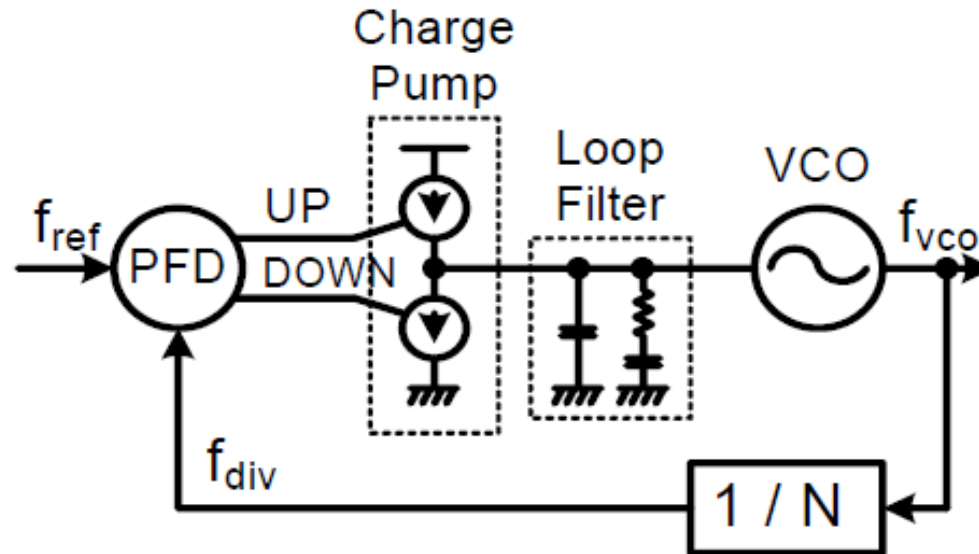 Charge
Pump
Loop
Filter
VCO
UP
f_ref
f_vco
PFD
DOWN
f_div
1 / N